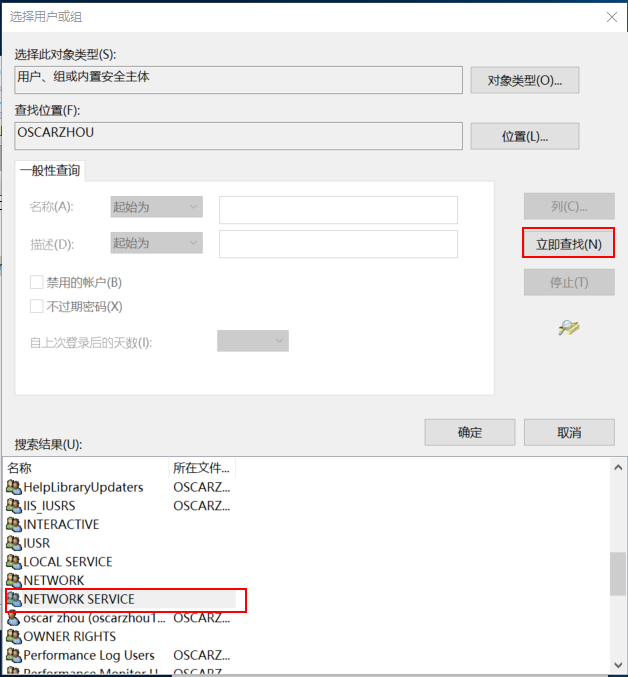 选择用户或组
选择此对象类型(S):
用户、组或内置安全主体
对象类型(O)...
查找位置(F):
OSCARZHOU
位置(L)...
一般性查询
名称(A):
起始为
列(C)...
描述(D):
起始为
立即查找(N)
禁用的帐户(B)
停止(T)
不过期密码(X)
自上次登录后的天数(I):
确定
取消
搜索结果(U):
名称 所在文件...
HelpLibraryUpdaters OSCARZ...
IIS_IUSRS OSCARZ...
INTERACTIVE
IUSR
LOCAL SERVICE
NETWORK
NETWORK SERVICE
oscar zhou (oscarzhou1... OSCARZ...
OWNER RIGHTS
Performance Log Users OSCARZ...
Performance Monitor U... OSCARZ...